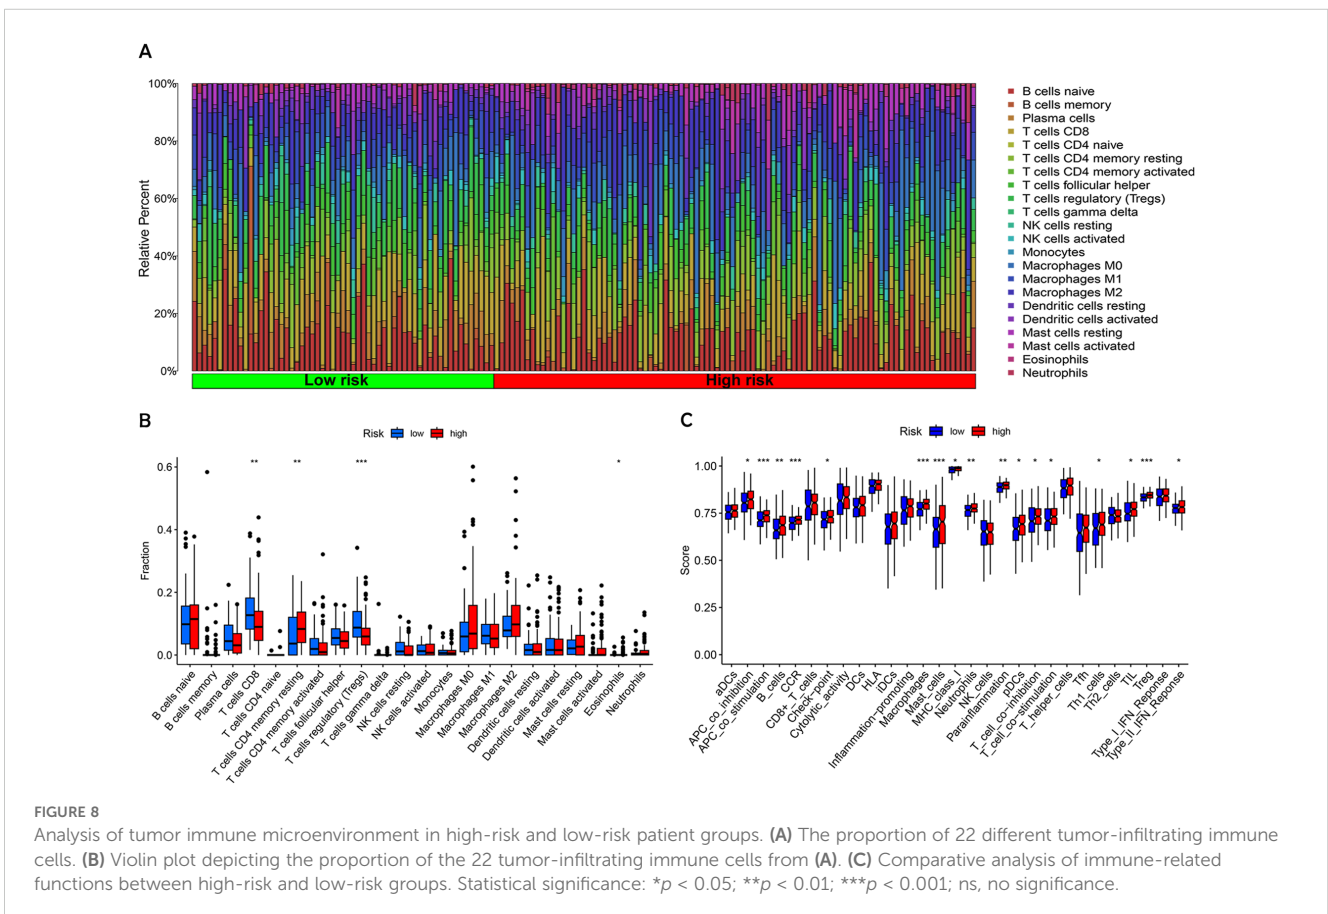 A
100%
80%
60%
40%
20%
0%
Relative Percent
Low risk
High risk
B cells naive
B cells memory
Plasma cells
T cells CD8
T cells CD4 naive
T cells CD4 memory resting
T cells CD4 memory activated
T cells follicular helper
T cells regulatory (Tregs)
T cells gamma delta
NK cells resting
NK cells activated
Monocytes
Macrophages M0
Macrophages M1
Macrophages M2
Dendritic cells resting
Dendritic cells activated
Mast cells resting
Mast cells activated
Eosinophils
Neutrophils
B
Risk low high
** ** *** *
0.6
0.4
0.2
0.0
Fraction
B cells naive
B cells memory
Plasma cells
T cells CD8
T cells CD4 naive
T cells CD4 memory resting
T cells CD4 memory activated
T cells follicular helper
T cells regulatory (Tregs)
T cells gamma delta
NK cells resting
NK cells activated
Monocytes
Macrophages M0
Macrophages M1
Macrophages M2
Dendritic cells resting
Dendritic cells activated
Mast cells resting
Mast cells activated
Eosinophils
Neutrophils
C
Risk low high
* *** ** *** * *** *** * ** ** * * * * * *** *
1.00
0.75
0.50
0.25
0.00
Score
aDCs
APC_co_inhibition
APC_co_stimulation
B_cells
CCR
CD8+_T_cells
Check-point
Cytolytic_activity
DCs
HLA
iDCs
Inflammation-promoting
Macrophages
Mast_cells
MHC_class_I
Neutrophils
NK_cells
Parainflammation
pDCs
T_cell_co-inhibition
T_cell_co-stimulation
T_helper_cells
Tfh
Th1_cells
Th2_cells
TIL
Treg
Type_I_IFN_Reponse
Type_II_IFN_Reponse
FIGURE 8
Analysis of tumor immune microenvironment in high-risk and low-risk patient groups. (A) The proportion of 22 different tumor-infiltrating immune
cells. (B) Violin plot depicting the proportion of the 22 tumor-infiltrating immune cells from (A). (C) Comparative analysis of immune-related
functions between high-risk and low-risk groups. Statistical significance: *p < 0.05; **p < 0.01; ***p < 0.001; ns, no significance.